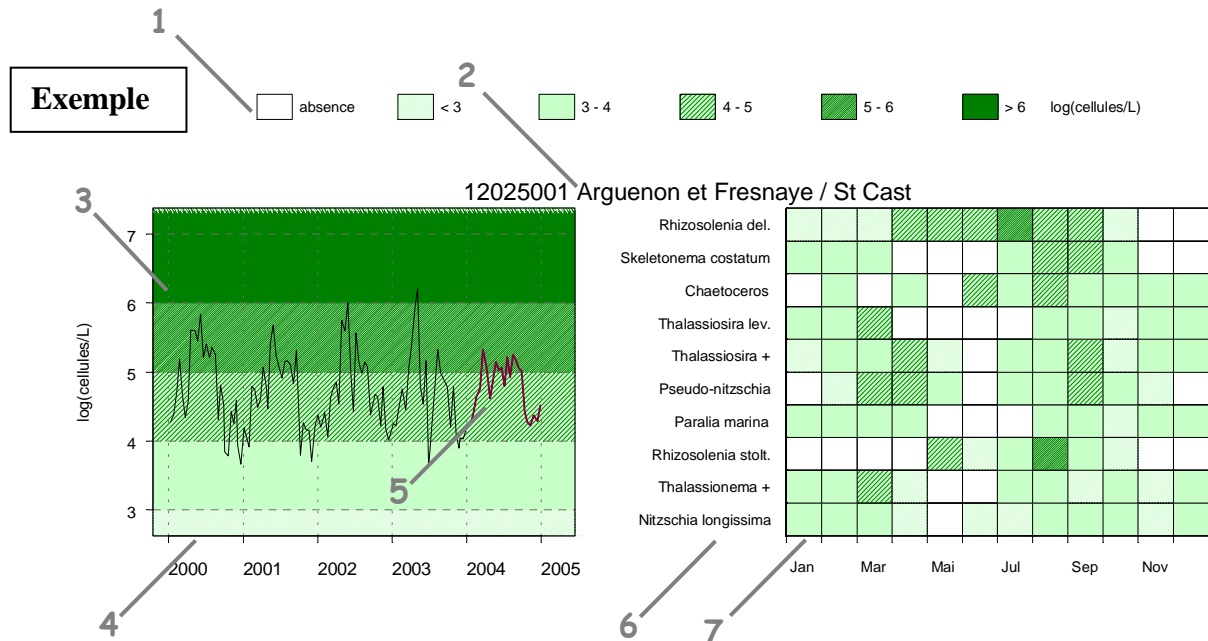 1
2
Exemple
absence
< 3
3 - 4
4 - 5
5 - 6
> 6
log(cellules/L)
12025001 Arguenon et Fresnaye / St Cast
3
7
6
5
4
3
log(cellules/L)
5
2000
2001
2002
2003
2004
2005
4
Rhizosolenia del.
Skeletonema costatum
Chaetoceros
Thalassiosira lev.
Thalassiosira +
Pseudo-nitzschia
Paralia marina
Rhizosolenia stolt.
Thalassionema +
Nitzschia longissima
Jan
Mar
Mai
Jul
Sep
Nov
6
7